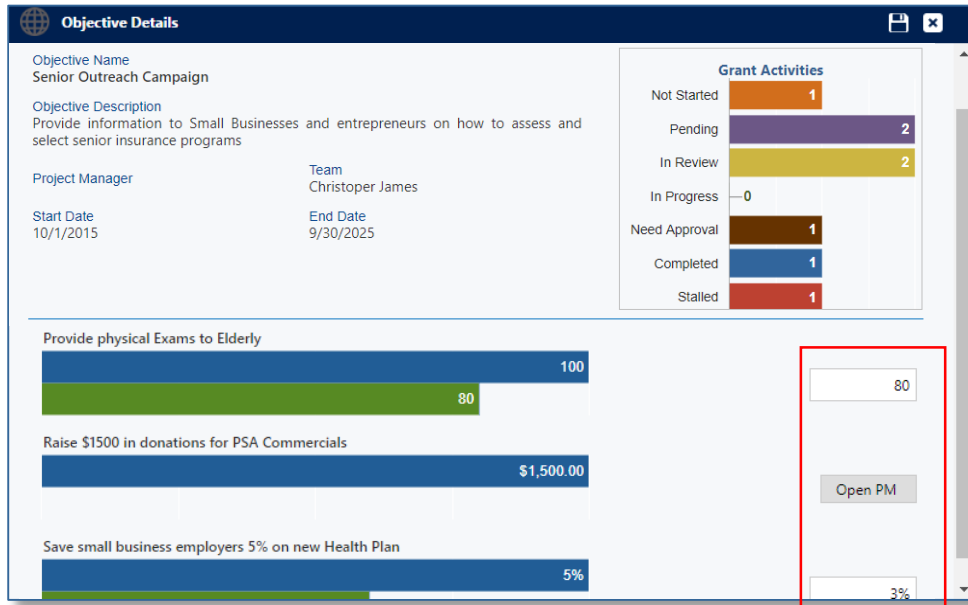 Objective Details
Objective Name
Senior Outreach Campaign
Objective Description
Provide information to Small Businesses and entrepreneurs on how to assess and
select senior insurance programs
Project Manager
Team
Christoper James
Start Date
10/1/2015
End Date
9/30/2025
Grant Activities
Not Started 1
Pending 2
In Review 2
In Progress 0
Need Approval 1
Completed 1
Stalled 1
Provide physical Exams to Elderly
100
80
80
Raise $1500 in donations for PSA Commercials
$1,500.00
Open PM
Save small business employers 5% on new Health Plan
5%
3%